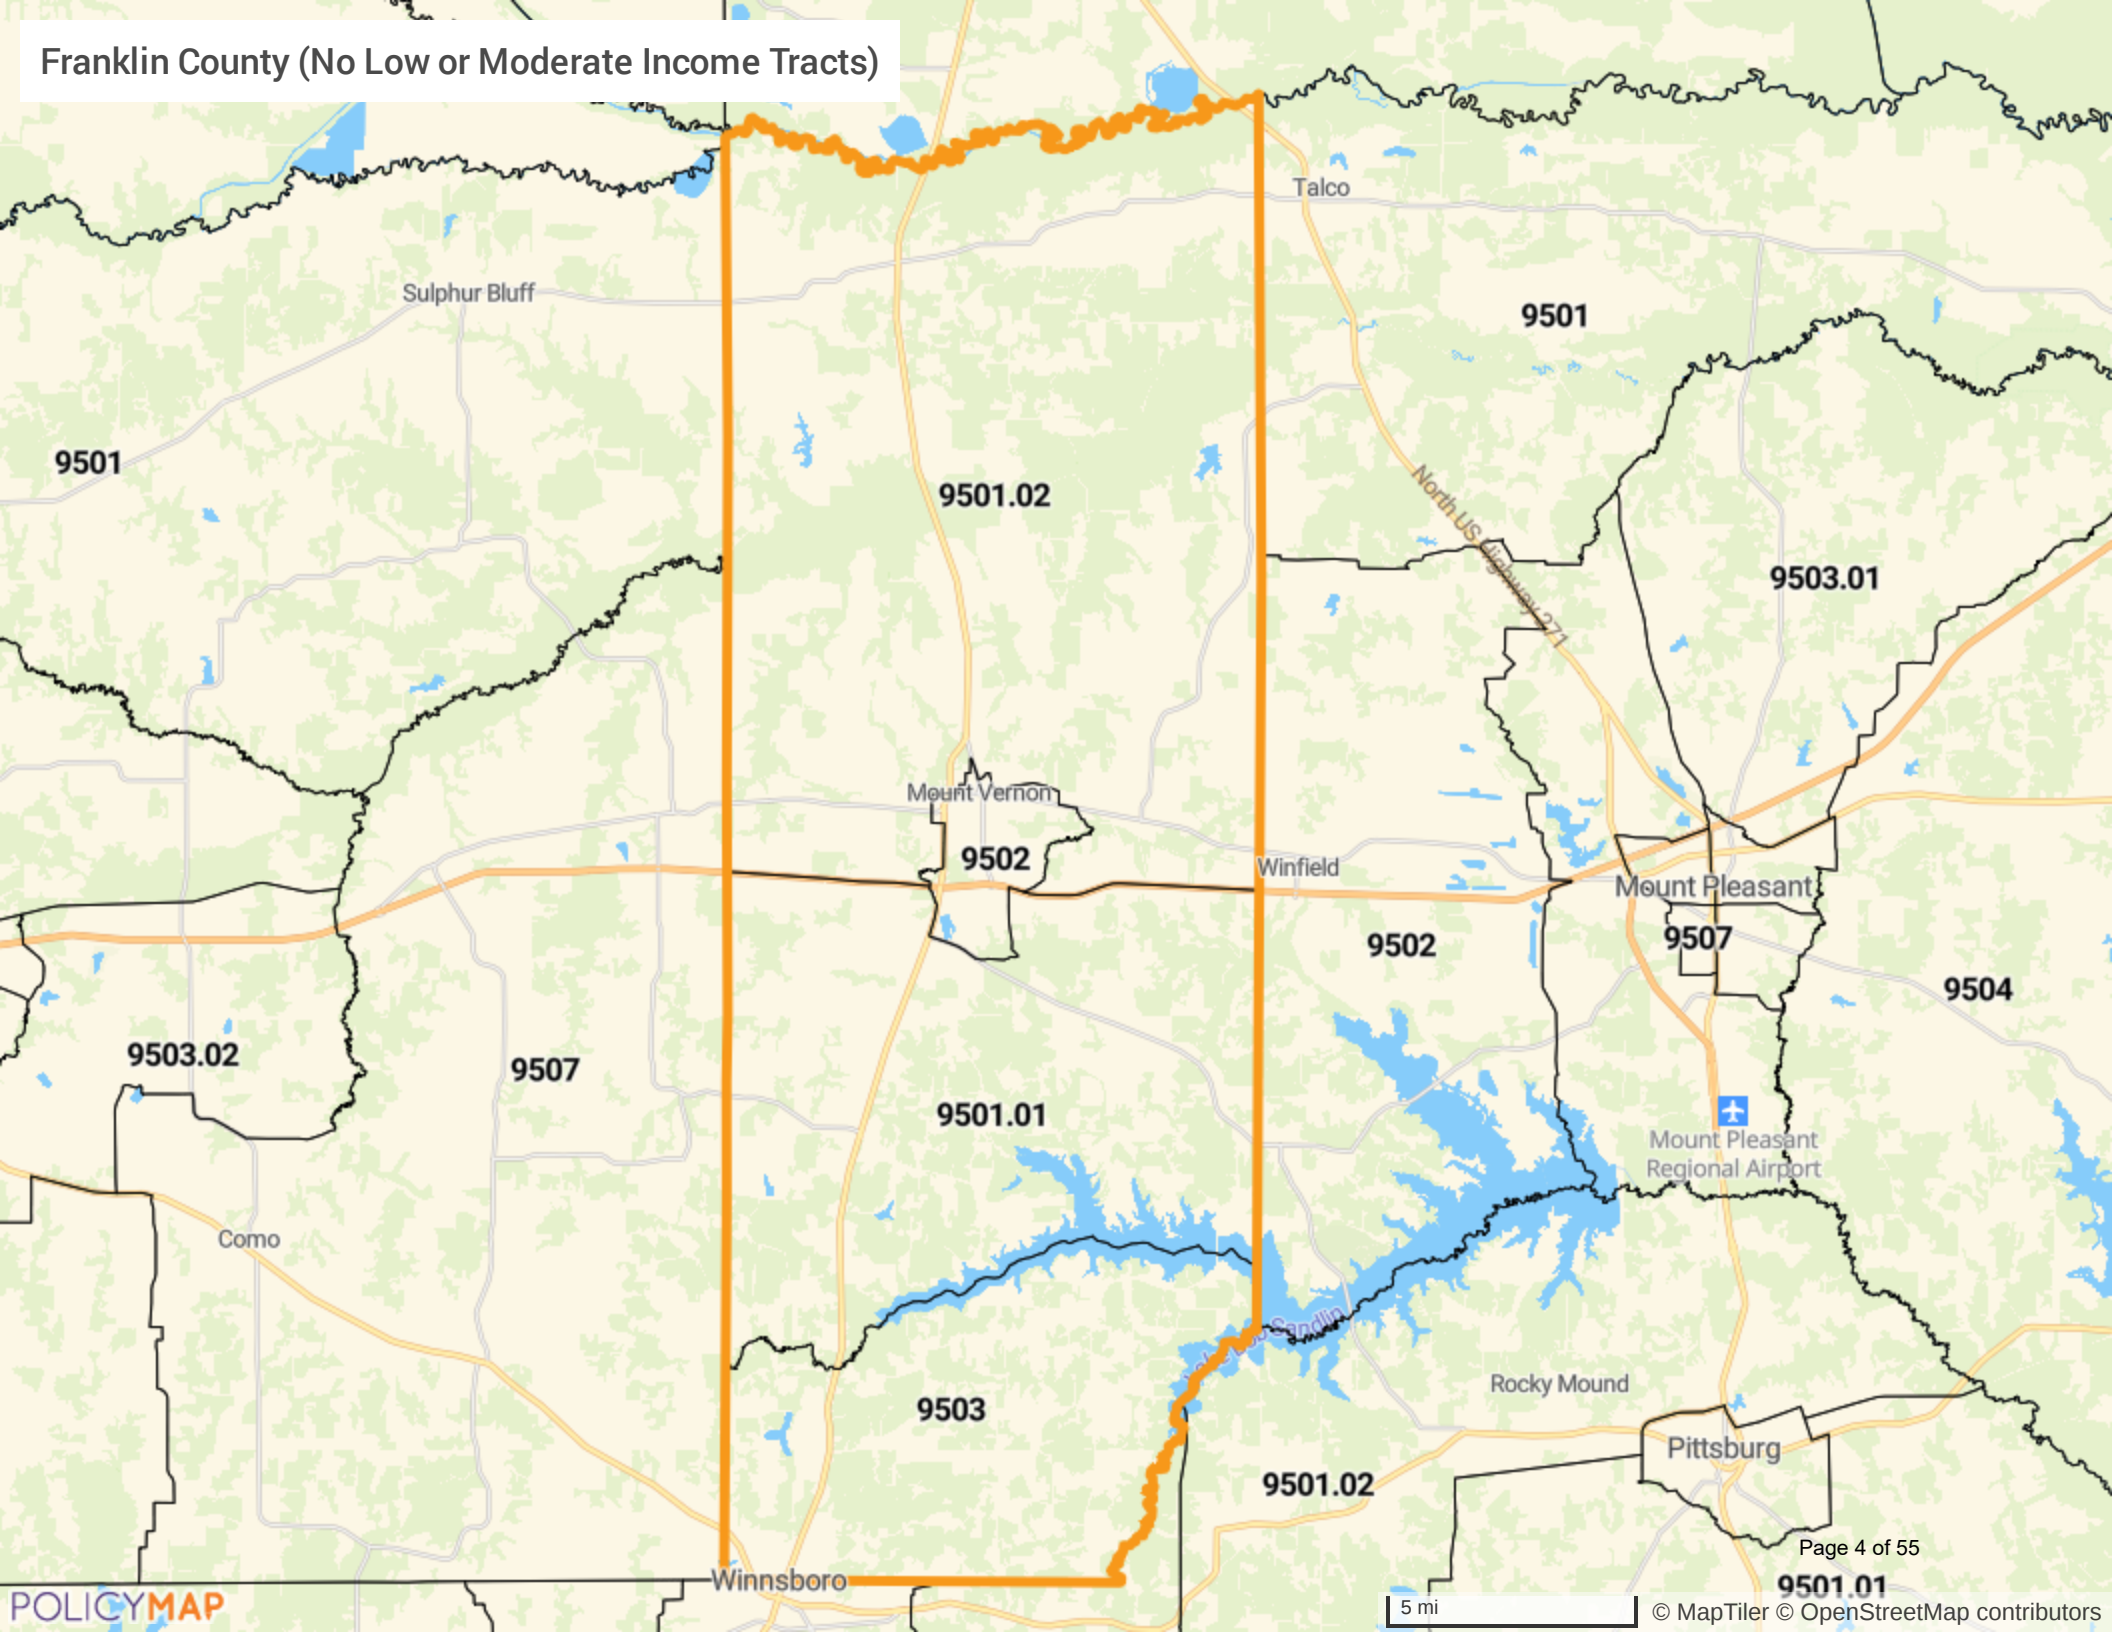 Franklin County (No Low or Moderate Income Tracts)
Talco
Sulphur Bluff
9501
9501
9501.02
North US Highway 271
9503.01
Mount Vernon
9502
Winfield
Mount Pleasant
9502
9507
9504
9503.02
9507
9501.01
Mount Pleasant
Regional Airport
Como
Lake Bob Sandlin
Rocky Mound
9503
Pittsburg
9501.02
Page 4 of 55
Winnsboro
9501.01
POLICYMAP
5 mi
© MapTiler © OpenStreetMap contributors